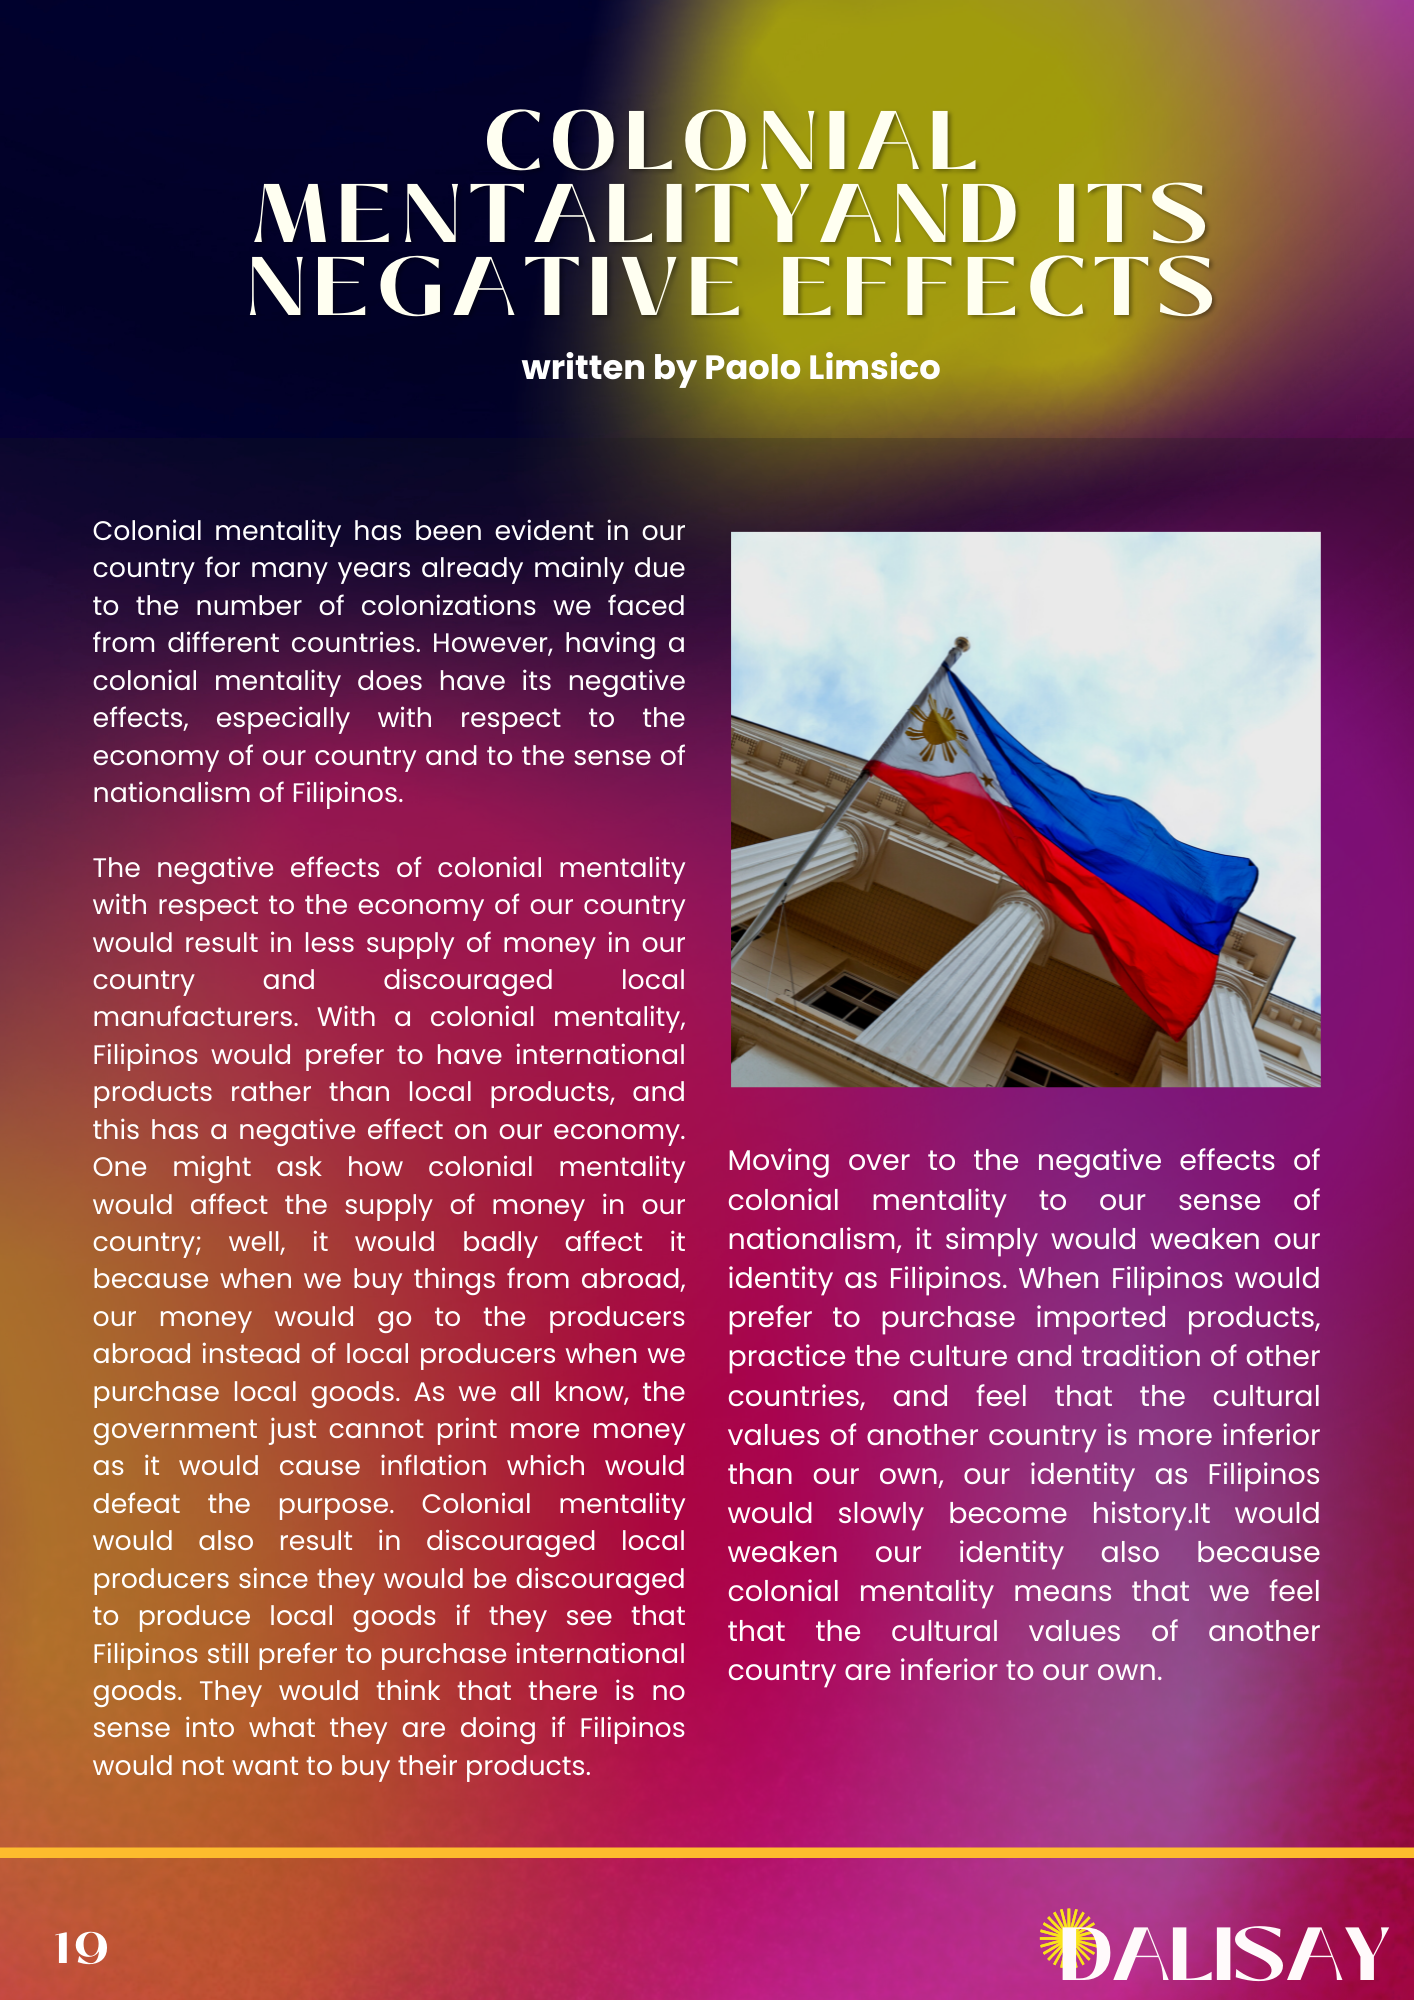 COLONIAL
MENTALITYAND ITS
NEGATIVE EFFECTS
written by Paolo Limsico
Colonial mentality has been evident in our
country for many years already mainly due
to the number of colonizations we faced
from different countries. However, having a
colonial mentality does have its negative
effects, especially with respect to the
economy of our country and to the sense of
nationalism of Filipinos.
The negative effects of colonial mentality
with respect to the economy of our country
would result in less supply of money in our
country and discouraged local
manufacturers. With a colonial mentality,
Filipinos would prefer to have international
products rather than local products, and
this has a negative effect on our economy.
One might ask how colonial mentality
would affect the supply of money in our
country; well, it would badly affect it
because when we buy things from abroad,
our money would go to the producers
abroad instead of local producers when we
purchase local goods. As we all know, the
government just cannot print more money
as it would cause inflation which would
defeat the purpose. Colonial mentality
would also result in discouraged local
producers since they would be discouraged
to produce local goods if they see that
Filipinos still prefer to purchase international
goods. They would think that there is no
sense into what they are doing if Filipinos
would not want to buy their products.
Moving over to the negative effects of
colonial mentality to our sense of
nationalism, it simply would weaken our
identity as Filipinos. When Filipinos would
prefer to purchase imported products,
practice the culture and tradition of other
countries, and feel that the cultural
values of another country is more inferior
than our own, our identity as Filipinos
would slowly become history.It would
weaken our identity also because
colonial mentality means that we feel
that the cultural values of another
country are inferior to our own.
19
DALISAY